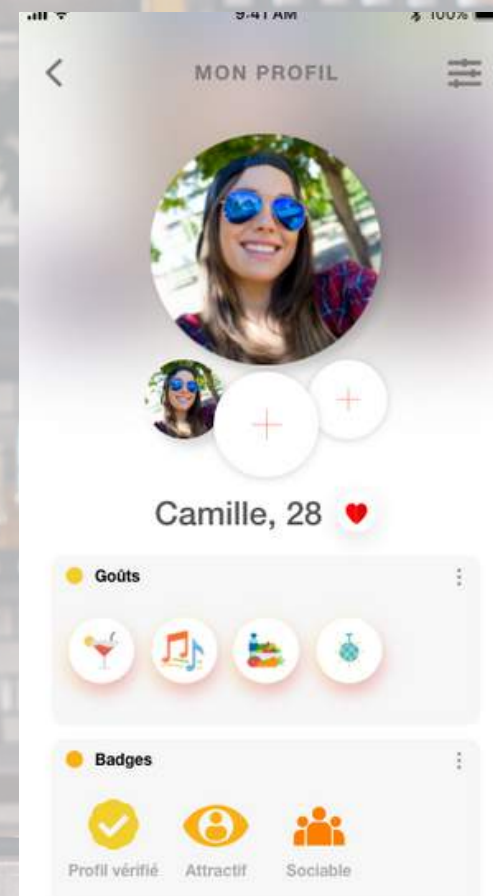 9:41 AM 100%
MON PROFIL
Camille, 28
Goûts
Badges
Profil vérifié Attractif Sociable